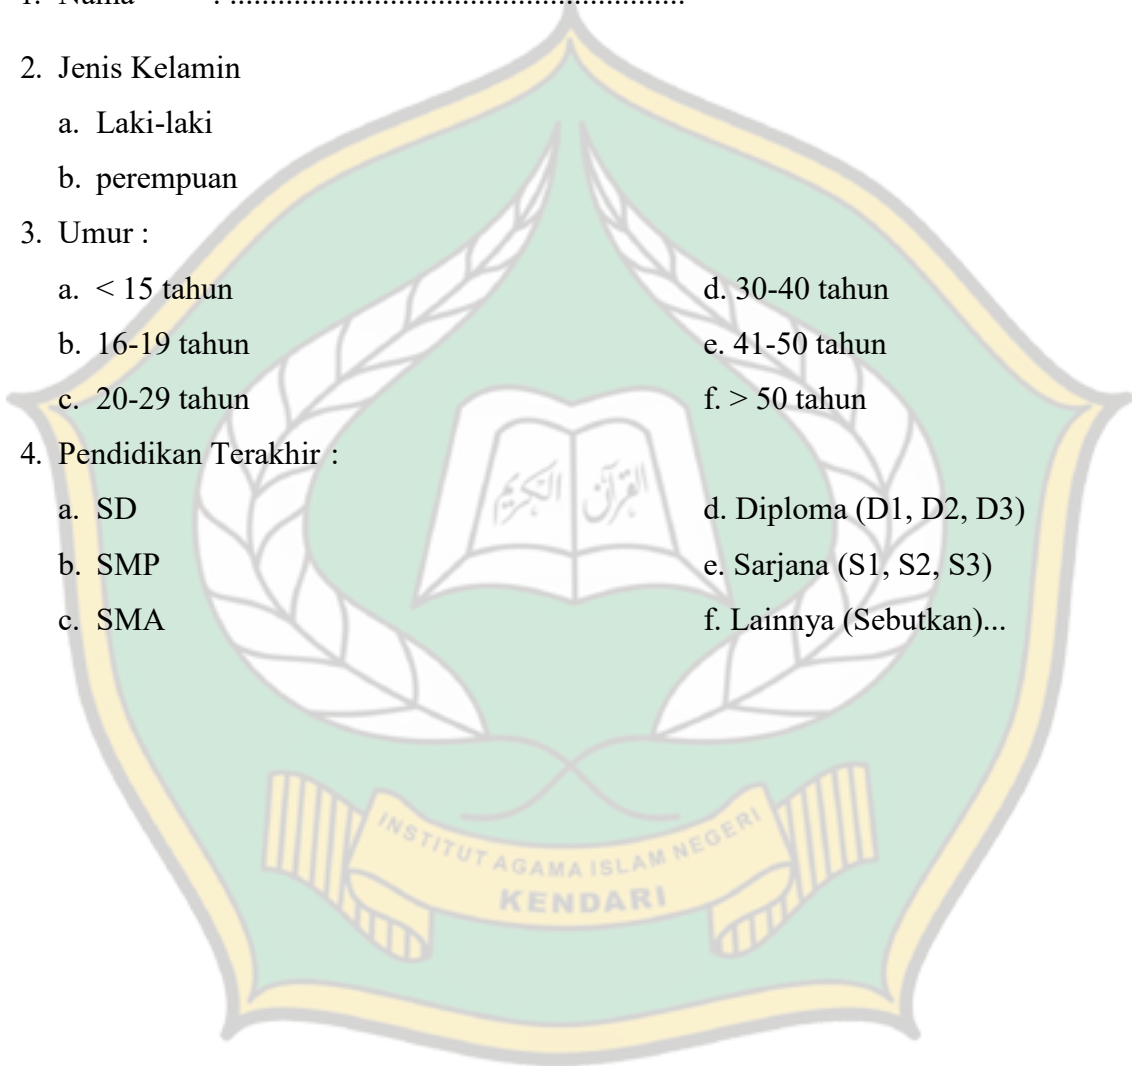 1. Nama : .........................................................
2. Jenis Kelamin
a. Laki-laki
b. perempuan
3. Umur :
a. < 15 tahun
d. 30-40 tahun
b. 16-19 tahun
e. 41-50 tahun
c. 20-29 tahun
f. > 50 tahun
4. Pendidikan Terakhir :
a. SD
d. Diploma (D1, D2, D3)
b. SMP
e. Sarjana (S1, S2, S3)
c. SMA
f. Lainnya (Sebutkan)...
القرآن الكريم
INSTITUT AGAMA ISLAM NEGERI
KENDARI